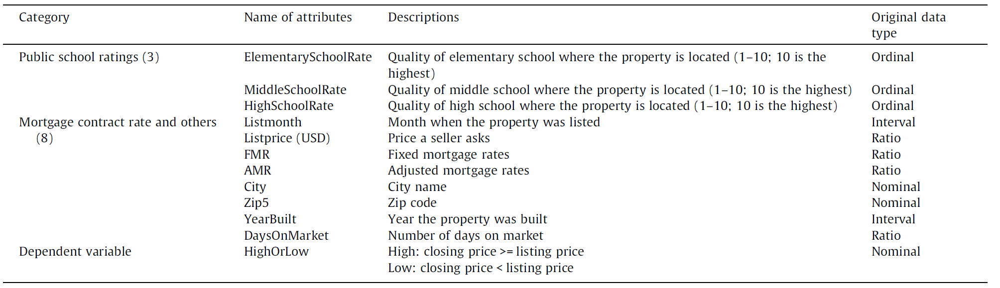 Category Name of attributes Descriptions Original data
type
Public school ratings (3) ElementarySchoolRate Quality of elementary school where the property is located (1–10; 10 is the Ordinal
highest)
MiddleSchoolRate Quality of middle school where the property is located (1–10; 10 is the highest) Ordinal
HighSchoolRate Quality of high school where the property is located (1–10; 10 is the highest) Ordinal
Mortgage contract rate and others Listmonth Month when the property was listed Interval
(8) Listprice (USD) Price a seller asks Ratio
FMR Fixed mortgage rates Ratio
AMR Adjusted mortgage rates Ratio
City City name Nominal
Zip5 Zip code Nominal
YearBuilt Year the property was built Interval
DaysOnMarket Number of days on market Ratio
Dependent variable HighOrLow High: closing price >= listing price Nominal
Low: closing price < listing price